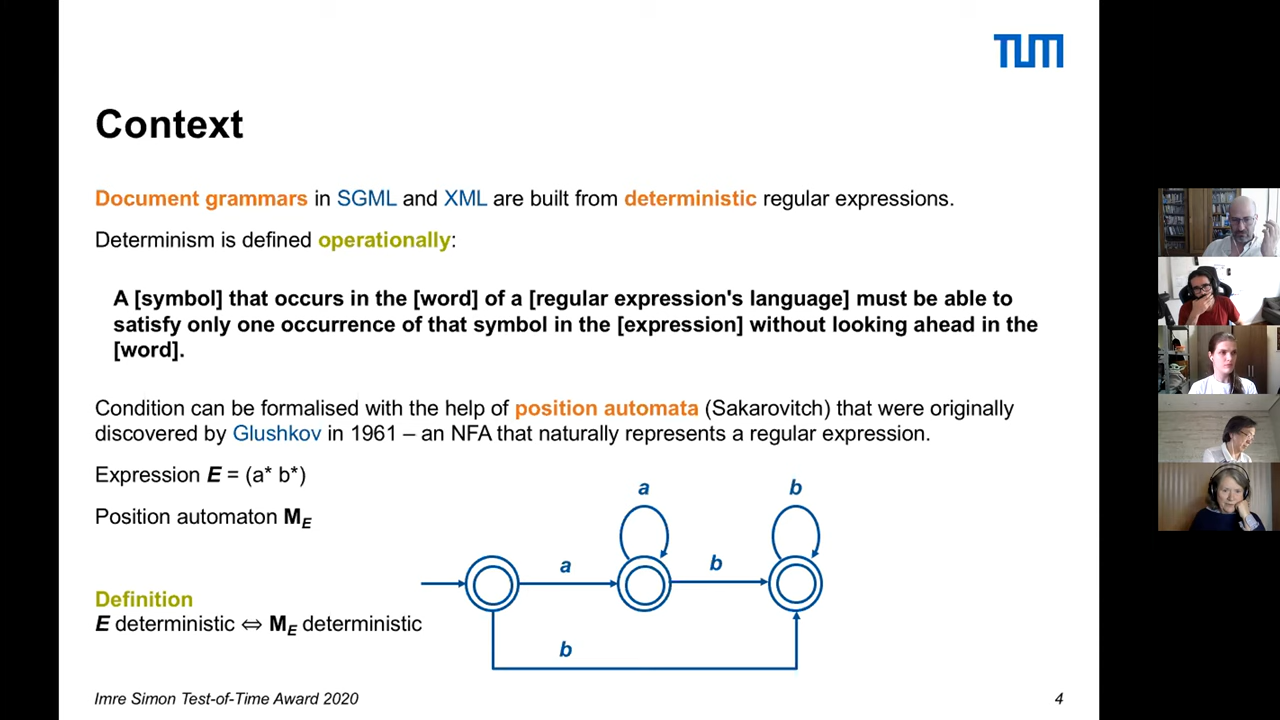 TUM
Context
Document grammars in SGML and XML are built from deterministic regular expressions.
Determinism is defined operationally:
A [symbol] that occurs in the [word] of a [regular expression's language] must be able to
satisfy only one occurrence of that symbol in the [expression] without looking ahead in the
[word].
Condition can be formalised with the help of position automata (Sakarovitch) that were originally
discovered by Glushkov in 1961 – an NFA that naturally represents a regular expression.
Expression E = (a* b*)
Position automaton M_E
a
b
a
b
b
Definition
E deterministic ⇔ M_E deterministic
Imre Simon Test-of-Time Award 2020
4